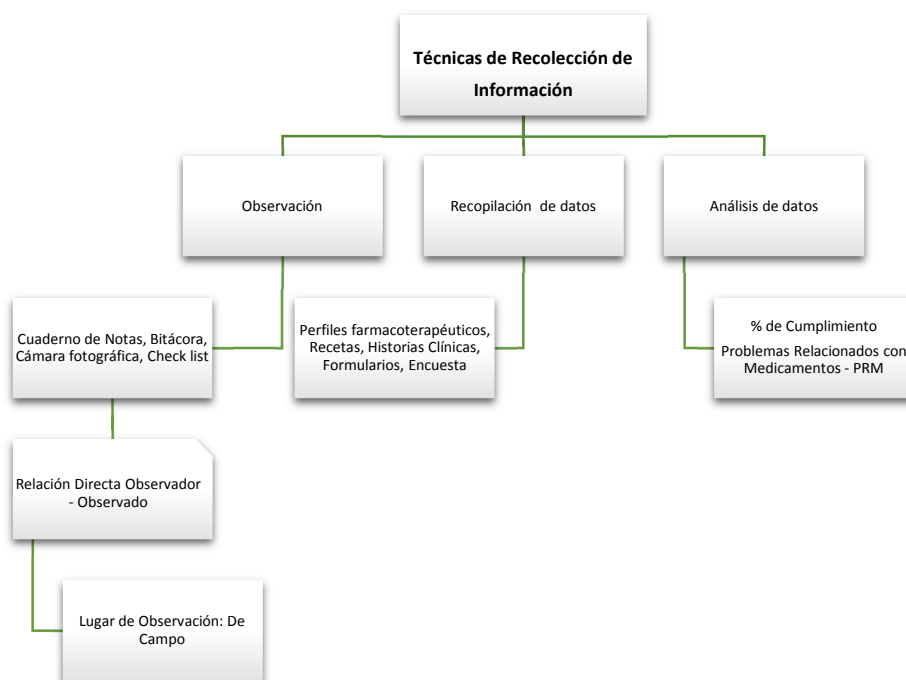 Técnicas de Recolección de
Información
Observación
Recopilación de datos
Análisis de datos
Cuaderno de Notas, Bitácora,
Cámara fotográfica, Check list
Perfiles farmacoterapéuticos,
Recetas, Historias Clínicas,
Formularios, Encuesta
% de Cumplimiento
Problemas Relacionados con
Medicamentos - PRM
Relación Directa Observador
- Observado
Lugar de Observación: De
Campo